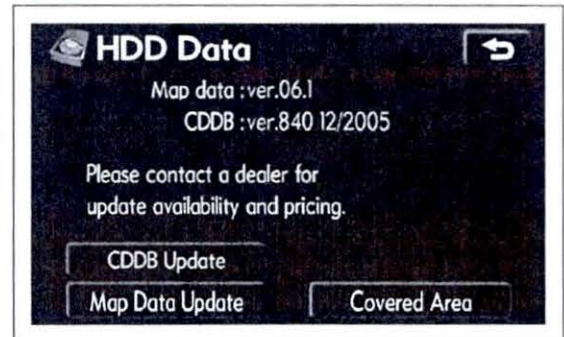 HDD Data
Map data :ver.06.1
CDDB :ver.840 12/2005
Please contact a dealer for
update availability and pricing.
CDDB Update
Map Data Update Covered Area